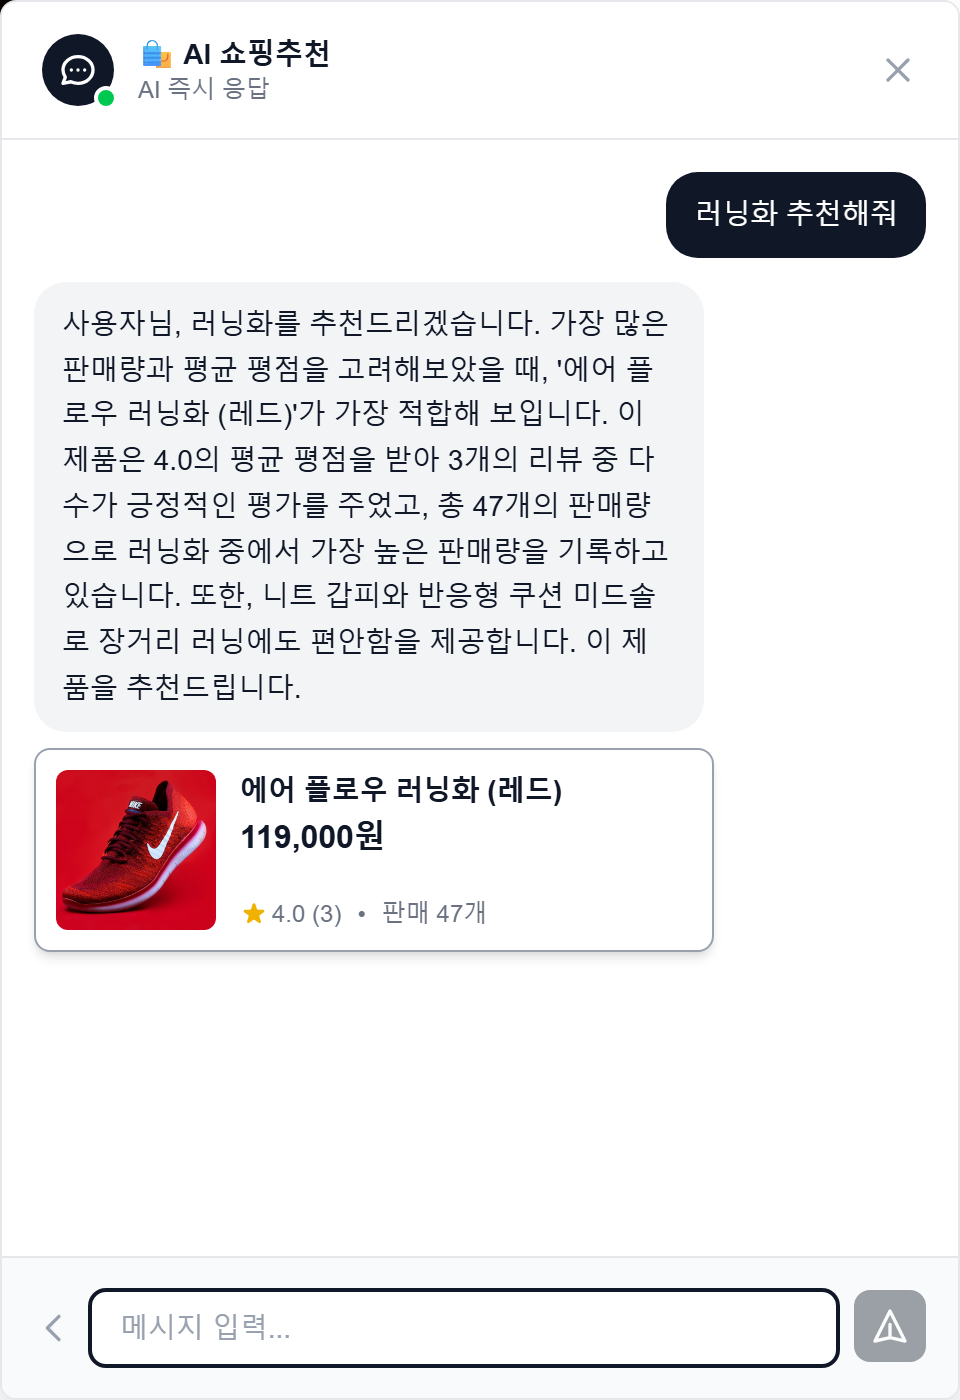 AI 쇼핑추천
AI 즉시 응답
러닝화 추천해줘
사용자님, 러닝화를 추천드리겠습니다. 가장 많은
판매량과 평균 평점을 고려해보았을 때, '에어 플
로우 러닝화 (레드)'가 가장 적합해 보입니다. 이
제품은 4.0의 평균 평점을 받아 3개의 리뷰 중 다
수가 긍정적인 평가를 주었고, 총 47개의 판매량
으로 러닝화 중에서 가장 높은 판매량을 기록하고
있습니다. 또한, 니트 갑피와 반응형 쿠션 미드솔
로 장거리 러닝에도 편안함을 제공합니다. 이 제
품을 추천드립니다.
NIKE
에어 플로우 러닝화 (레드)
119,000원
4.0 (3) • 판매 47개
메시지 입력...